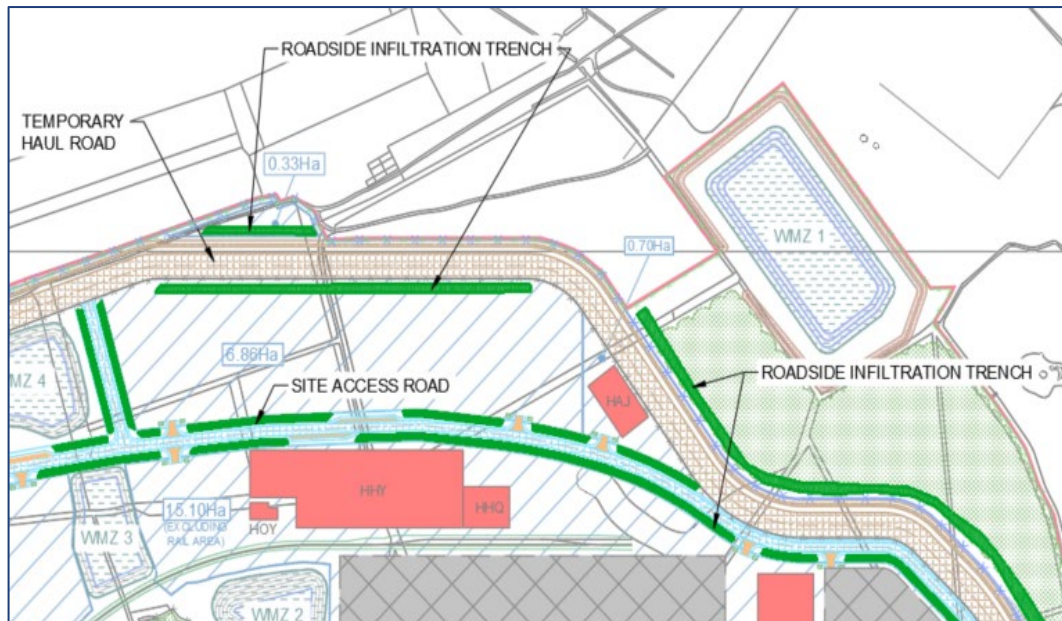 ROADSIDE INFILTRATION TRENCH
TEMPORARY
HAUL ROAD
0.33Ha
WMZ 1
0.70Ha
6.86Ha
MZ 4
SITE ACCESS ROAD
ROADSIDE INFILTRATION TRENCH
HAJ
HHY
HHQ
15.10Ha
(EXCLUDING
RAIL AREA)
HOY
WMZ 3
WMZ 2